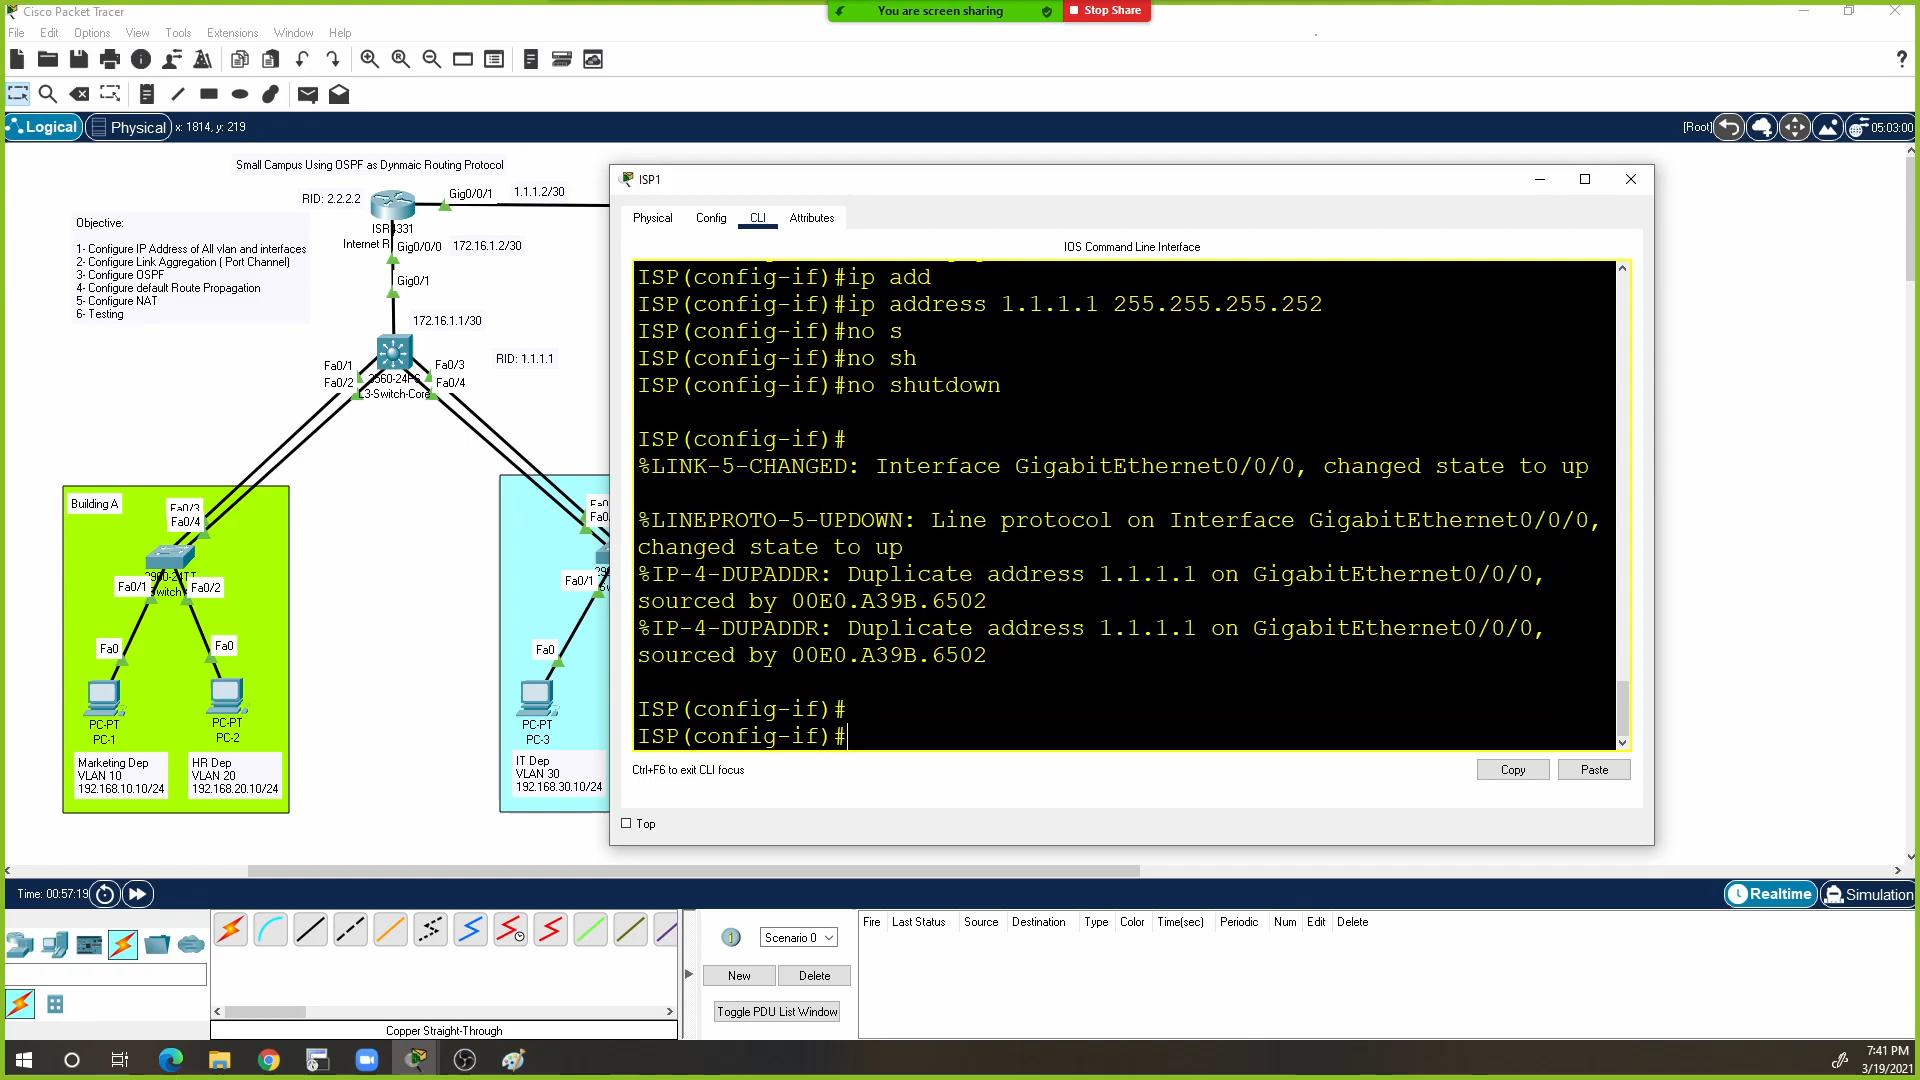 Cisco Packet Tracer
You are screen sharing
Stop Share
File Edit Options View Tools Extensions Window Help
Logical
Physical
x: 1814, y: 219
[Root]
05:03:00
Small Campus Using OSPF as Dynmaic Routing Protocol
RID: 2.2.2.2
Gig0/0/1
1.1.1.2/30
ISR4331
Internet R
Gig0/0/0
172.16.1.2/30
Objective:
1- Configure IP Address of All vlan and interfaces
2- Configure Link Aggregation ( Port Channel)
3- Configure OSPF
4- Configure default Route Propagation
5- Configure NAT
6- Testing
Gig0/1
172.16.1.1/30
RID: 1.1.1.1
Fa0/1
Fa0/2
Fa0/3
Fa0/4
3560-24PS
L3-Switch-Core
Building A
Fa0/3
Fa0/4
2960-24TT
Switch
Fa0/1
Fa0/2
Fa0
Fa0
PC-PT
PC-1
PC-PT
PC-2
Marketing Dep
VLAN 10
192.168.10.10/24
HR Dep
VLAN 20
192.168.20.10/24
Fa0
Fa0/1
Fa0
PC-PT
PC-3
IT Dep
VLAN 30
192.168.30.10/24
ISP1
Physical Config CLI Attributes
IOS Command Line Interface
ISP(config-if)#ip add
ISP(config-if)#ip address 1.1.1.1 255.255.255.252
ISP(config-if)#no s
ISP(config-if)#no sh
ISP(config-if)#no shutdown
ISP(config-if)#
%LINK-5-CHANGED: Interface GigabitEthernet0/0/0, changed state to up
%LINEPROTO-5-UPDOWN: Line protocol on Interface GigabitEthernet0/0/0,
changed state to up
%IP-4-DUPADDR: Duplicate address 1.1.1.1 on GigabitEthernet0/0/0,
sourced by 00E0.A39B.6502
%IP-4-DUPADDR: Duplicate address 1.1.1.1 on GigabitEthernet0/0/0,
sourced by 00E0.A39B.6502
ISP(config-if)#
ISP(config-if)#
Ctrl+F6 to exit CLI focus
Copy
Paste
Top
Time: 00:57:19
Realtime
Simulation
Scenario 0
New
Delete
Toggle PDU List Window
Fire Last Status Source Destination Type Color Time(sec) Periodic Num Edit Delete
Copper Straight-Through
7:41 PM
3/19/2021